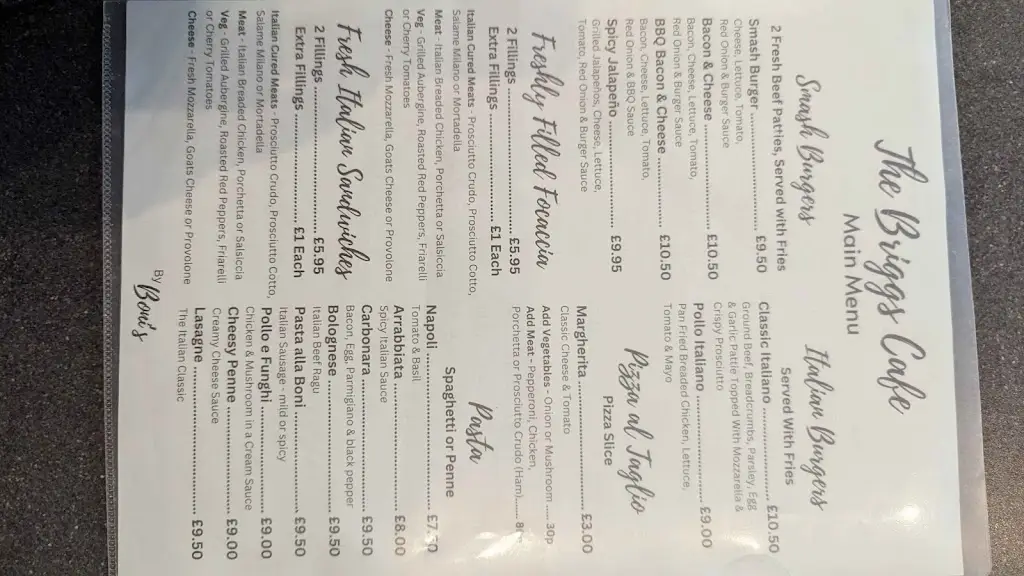 The Briggs Cafe
Main Menu
Smash Burgers
2 Fresh Beef Patties, Served with Fries
Smash Burger .................... £9.50
Cheese, Lettuce, Tomato,
Red Onion & Burger Sauce
Bacon & Cheese .................... £10.50
Bacon, Cheese, Lettuce, Tomato,
Red Onion & Burger Sauce
BBQ Bacon & Cheese .............. £10.50
Bacon, Cheese, Lettuce, Tomato,
Red Onion & BBQ Sauce
Spicy Jalapeño .................... £9.95
Grilled Jalapeños, Cheese, Lettuce,
Tomato, Red Onion & Burger Sauce
Freshly Filled Focaccia
2 Fillings .................... £5.95
Extra Fillings .................... £1 Each
Italian Cured Meats - Prosciutto Crudo, Prosciutto Cotto,
Salame Milano or Mortadella
Meat - Italian Breaded Chicken, Porchetta or Salsiccia
Veg - Grilled Aubergine, Roasted Red Peppers, Friarelli
or Cherry Tomatoes
Cheese - Fresh Mozzarella, Goats Cheese or Provolone
Fresh Italian Sandwiches
2 Fillings .................... £5.95
Extra Fillings .................... £1 Each
Italian Cured Meats - Prosciutto Crudo, Prosciutto Cotto,
Salame Milano or Mortadella
Meat - Italian Breaded Chicken, Porchetta or Salsiccia
Veg - Grilled Aubergine, Roasted Red Peppers, Friarelli
or Cherry Tomatoes
Cheese - Fresh Mozzarella, Goats Cheese or Provolone
Italian Burgers
Served With Fries
Classic Italiano .................... £10.50
Ground Beef, Breadcrumbs, Parsley, Egg
& Garlic Pattie Topped With Mozzarella &
Crispy Prosciutto
Pollo Italiano .................... £9.00
Pan Fried Breaded Chicken, Lettuce,
Tomato & Mayo
Pizza al Taglio
Pizza Slice
Margherita .................... £3.00
Classic Cheese & Tomato
Add Vegetables - Onion or Mushroom ...... 30p
Add Meat - Pepperoni, Chicken,
Porchetta or Prosciutto Crudo (Ham)......
Pasta
Spaghetti or Penne
Napoli .................... £7.50
Tomato & Basil
Arrabbiata .................... £8.00
Spicy Italian Sauce
Carbonara .................... £9.50
Bacon, Egg, Parmigiano & black pepper
Bolognese .................... £9.50
Italian Beef Ragu
Pasta alla Boni .................... £9.50
Italian Sausage - mild or spicy
Pollo e Funghi .................... £9.00
Chicken & Mushroom in a Cream Sauce
Cheesy Penne .................... £9.00
Creamy Cheese Sauce
Lasagne .................... £9.50
The Italian Classic
By Boni's